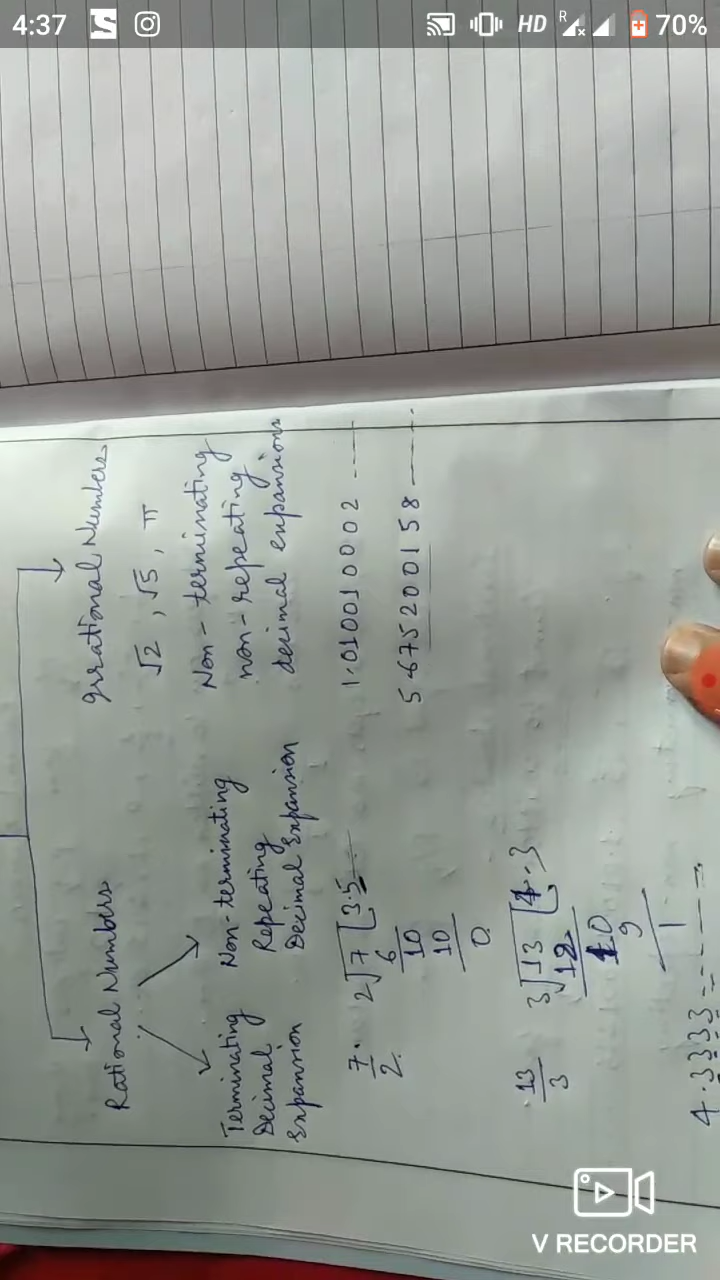 4:37
HD
R
70%
Rational Numbers
Irrational Numbers
√2 , √5 , π
Terminating
Decimal
Expansion
Non-terminating
Repeating
Decimal Expansion
Non-terminating
non-repeating
decimal expansions
7/2
2√7 [3.5
6
10
10
0
1.010010002 -----
5.675200158 -----
13/3
3√13 [4.3
12
10
9
1
4.3333------
V RECORDER